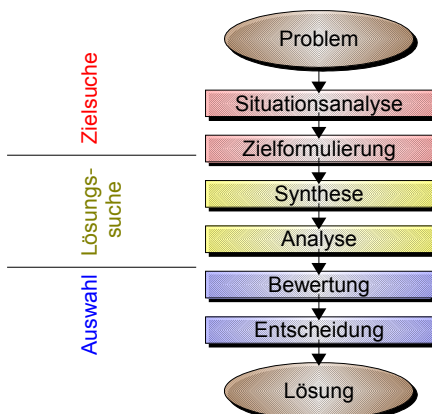 Problem
Zielsuche
Situationsanalyse
Zielformulierung
Lösungs-
suche
Synthese
Analyse
Auswahl
Bewertung
Entscheidung
Lösung